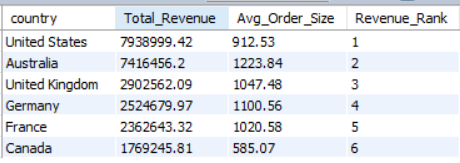 country Total_Revenue Avg_Order_Size Revenue_Rank
United States 7938999.42 912.53 1
Australia 7416456.2 1223.84 2
United Kingdom 2902562.09 1047.48 3
Germany 2524679.97 1100.56 4
France 2362643.32 1020.58 5
Canada 1769245.81 585.07 6